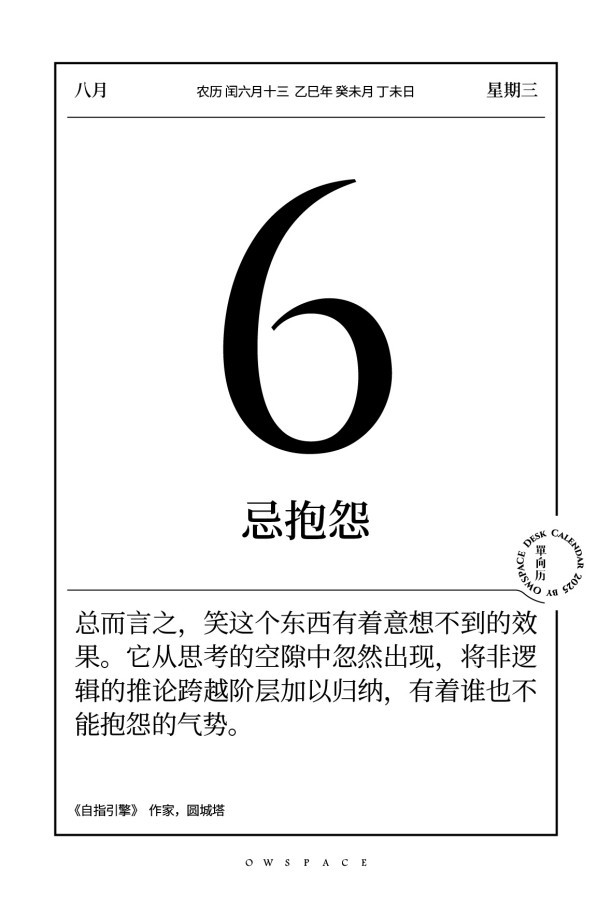 八月
农历 闰六月十三 乙巳年 癸未月 丁未日
星期三
6
忌抱怨
單向历
DESK CALENDAR 2025 BY OWSPACE
总而言之，笑这个东西有着意想不到的效
果。它从思考的空隙中忽然出现，将非逻
辑的推论跨越阶层加以归纳，有着谁也不
能抱怨的气势。
《自指引擎》 作家，圆城塔
OWSPACE